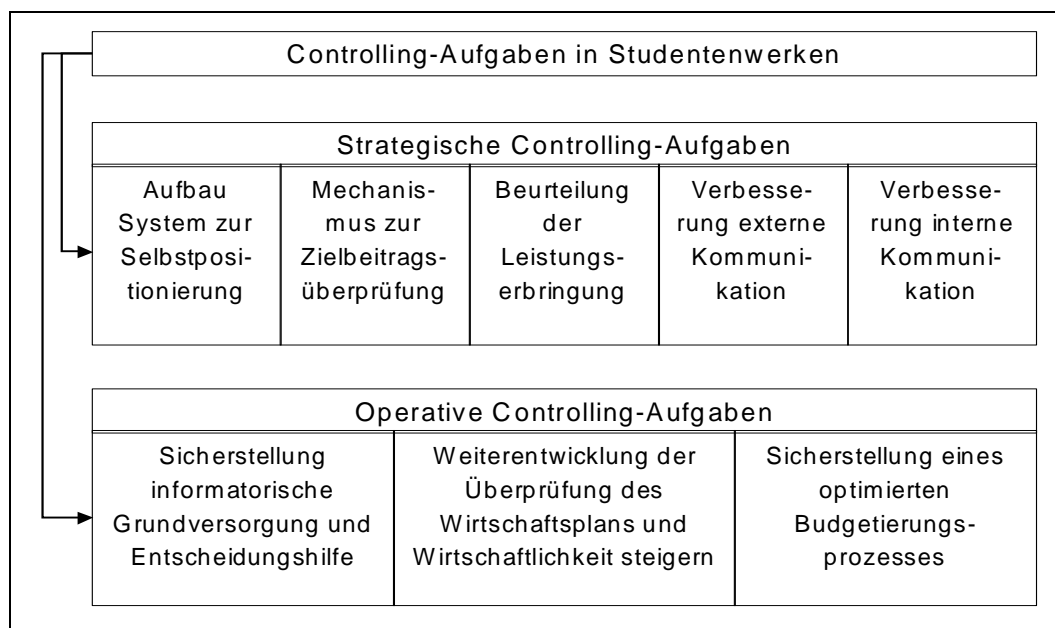 Controlling-Aufgaben in Studentenwerken
Strategische Controlling-Aufgaben
Aufbau
System zur
Selbstposi-
tionierung
Mechanis-
mus zur
Zielbeitrags-
überprüfung
Beurteilung
der
Leistungs-
erbringung
Verbesse-
rung externe
Kommuni-
kation
Verbesse-
rung interne
Kommuni-
kation
Operative Controlling-Aufgaben
Sicherstellung
informatorische
Grundversorgung und
Entscheidungshilfe
Weiterentwicklung der
Überprüfung des
Wirtschaftsplans und
Wirtschaftlichkeit steigern
Sicherstellung eines
optimierten
Budgetierungs-
prozesses